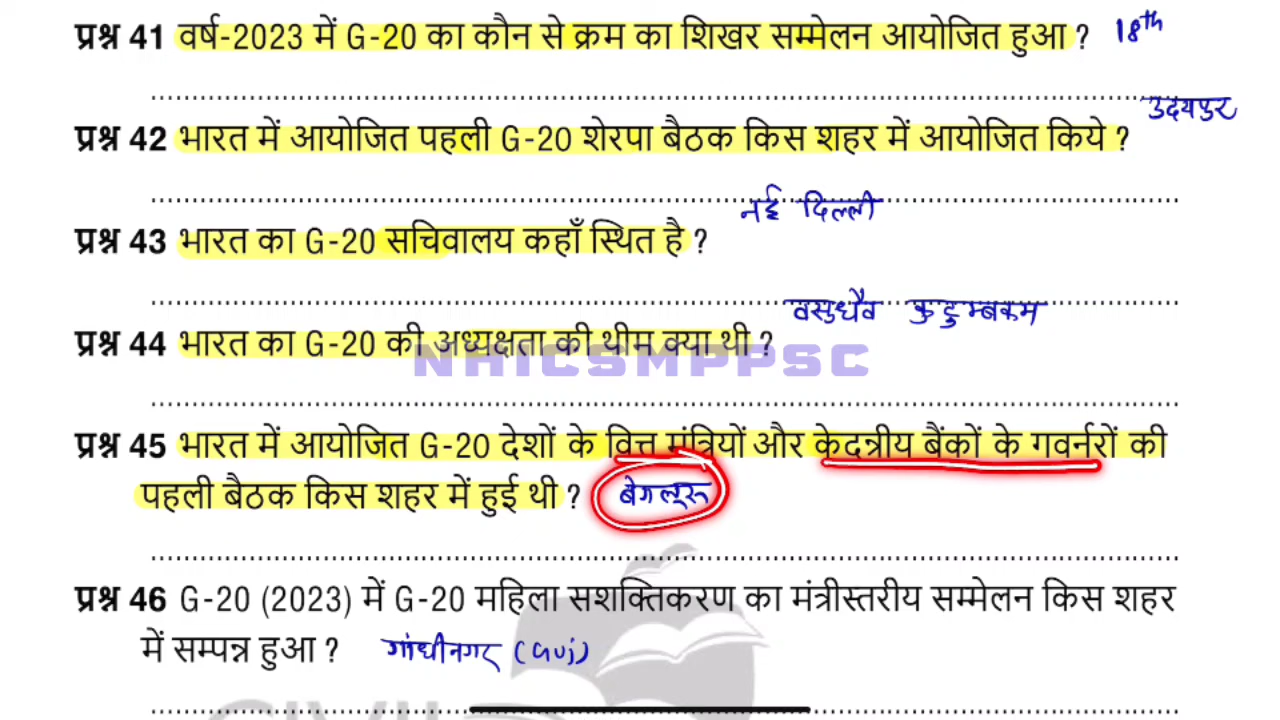 प्रश्न 41 वर्ष-2023 में G-20 का कौन से क्रम का शिखर सम्मेलन आयोजित हुआ ? 18th
उदयपुर
प्रश्न 42 भारत में आयोजित पहली G-20 शेरपा बैठक किस शहर में आयोजित किये ?
नई दिल्ली
प्रश्न 43 भारत का G-20 सचिवालय कहाँ स्थित है ?
वसुधैव कुटुम्बकम
प्रश्न 44 भारत का G-20 की अध्यक्षता की थीम क्या थी ?
NHICSMPPSC
प्रश्न 45 भारत में आयोजित G-20 देशों के वित्त मंत्रियों और केदन्रीय बैंकों के गवर्नरों की
पहली बैठक किस शहर में हुई थी ? बेंगलुरू
प्रश्न 46 G-20 (2023) में G-20 महिला सशक्तिकरण का मंत्रीस्तरीय सम्मेलन किस शहर
में सम्पन्न हुआ ? गांधीनगर (Guj)